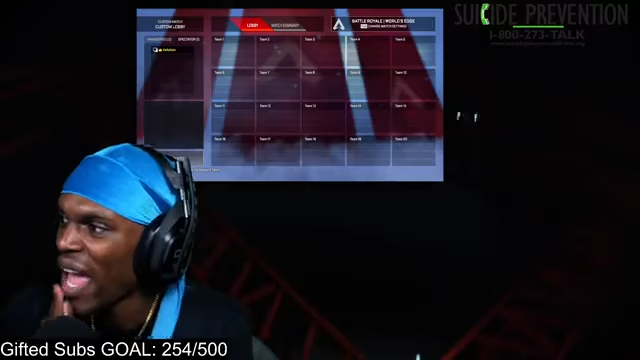 SUICIDE PREVENTION
1-800-273-TALK
CUSTOM MATCH
CUSTOM LOBBY
LOBBY
MATCH SUMMARY
BATTLE ROYALE | WORLD'S EDGE
CHANGE MATCH SETTINGS
Team 1
Team 2
Team 3
Team 4
Team 5
Team 6
Team 7
Team 8
Team 9
Team 10
Team 11
Team 12
Team 13
Team 14
Team 15
Team 16
Team 17
Team 18
Team 19
Team 20
Gifted Subs GOAL: 254/500